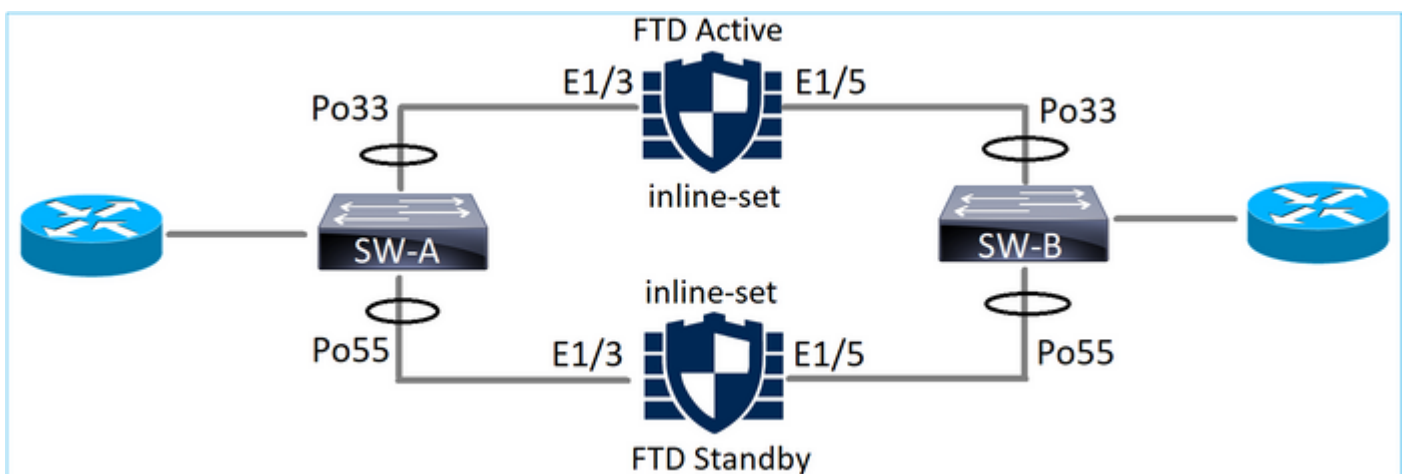 FTD Active
E1/3
E1/5
Po33
Po33
inline-set
SW-A
SW-B
inline-set
Po55
E1/3
E1/5
Po55
FTD Standby